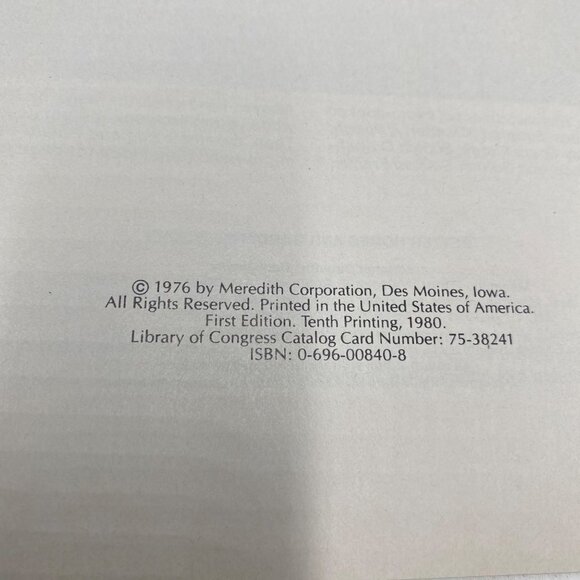 © 1976 by Meredith Corporation, Des Moines, Iowa.
All Rights Reserved. Printed in the United States of America.
First Edition. Tenth Printing, 1980.
Library of Congress Catalog Card Number: 75-38241
ISBN: 0-696-00840-8